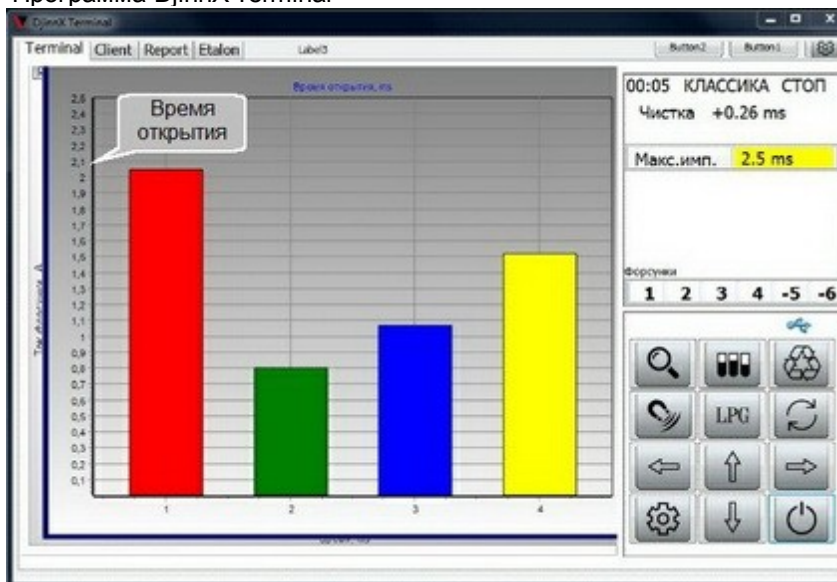 Программа DjinnX Terminal
DjinnX Terminal
Terminal Client Report Etalon Label3 Button2 Button1
Время открытия, ms
Время
открытия
2,5
2,4
2,3
2,2
2,1
2
1,9
1,8
1,7
1,6
1,5
1,4
1,3
1,2
1,1
1
0,9
0,8
0,7
0,6
0,5
0,4
0,3
0,2
0,1
1 2 3 4
00:05 КЛАССИКА СТОП
Чистка +0.26 ms
Макс.имп. 2.5 ms
Форсунки
1 2 3 4 -5 -6
LPG